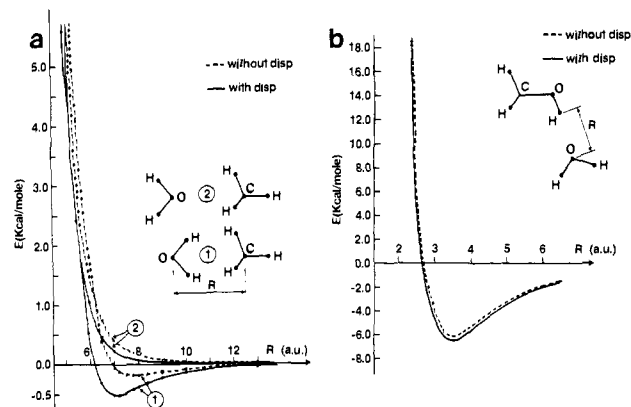 a
without disp
with disp
E(Kcal/mole)
5.0
4.0
3.0
2.0
1.0
0.0
-0.5
6
8
10
12
R (a.u.)
2
1
H
O
H
2
H
C
H
H
H
O
H
1
H
C
H
H
R
b
without disp
with disp
E(Kcal/mole)
18.0
16.0
14.0
12.0
10.0
8.0
6.0
4.0
2.0
0.0
-2.0
-4.0
-6.0
-8.0
2
3
4
5
6
R (a.u.)
H
C
O
H
H
R
O
H
H